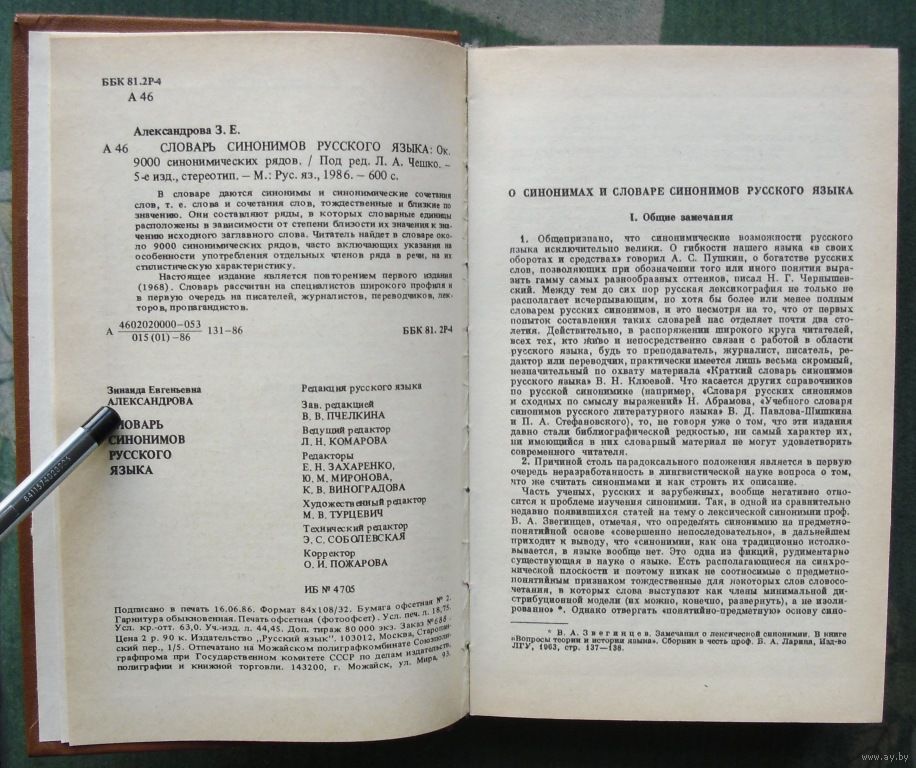 ББК 81.2Р-4
А 46
Александрова З. Е.
А 46 СЛОВАРЬ СИНОНИМОВ РУССКОГО ЯЗЫКА: Ок.
9000 синонимических рядов. / Под ред. Л. А. Чешко. –
5-е изд., стереотип. – М.: Рус. яз., 1986. – 600 с.
В словаре даются синонимы и синонимические сочетания
слов, т. е. слова и сочетания слов, тождественные и близкие по
значению. Они составляют ряды, в которых словарные единицы
расположены в зависимости от степени близости их значения к зна-
чению исходного заглавного слова. Читатель найдет в словаре око-
ло 9000 синонимических рядов, часто включающих указания на
особенности употребления отдельных членов ряда в речи, на их
стилистическую характеристику.
Настоящее издание является повторением первого издания
(1968). Словарь рассчитан на специалистов широкого профиля и
в первую очередь на писателей, журналистов, переводчиков, лек-
торов, пропагандистов.
А 4602020000–053 131–86 ББК 81. 2Р-4
015 (01) –86
Зинаида Евгеньевна
АЛЕКСАНДРОВА
СЛОВАРЬ
СИНОНИМОВ
РУССКОГО
ЯЗЫКА
Редакция русского языка
Зав. редакцией
В. В. ПЧЕЛКИНА
Ведущий редактор
Л. Н. КОМАРОВА
Редакторы
Е. Н. ЗАХАРЕНКО,
Ю. М. МИРОНОВА,
К. В. ВИНОГРАДОВА
Художественный редактор
М. В. ТУРЦЕВИЧ
Технический редактор
Э. С. СОБОЛЕВСКАЯ
Корректор
О. И. ПОЖАРОВА
ИБ № 4705
Подписано в печать 16.06.86. Формат 84х108/32. Бумага офсетная № 2.
Гарнитура обыкновенная. Печать офсетная (фотоофсет). Усл. печ. л. 18,75.
Усл. кр.-отт. 63,0. Уч.-изд. л. 44,45. Доп. тираж 80 000 экз. Заказ № 688.
Цена 2 р. 90 к. Издательство „Русский язык". 103012, Москва, Старопан-
ский пер., 1/5. Отпечатано на Можайском полиграфкомбинате Союзполи-
графпрома при Государственном комитете СССР по делам издательств,
полиграфии и книжной торговли. 143200, г. Можайск, ул. Мира, 93.
О СИНОНИМАХ И СЛОВАРЕ СИНОНИМОВ РУССКОГО ЯЗЫКА
I. Общие замечания
1. Общепризнано, что синонимические возможности русского
языка исключительно велики. О гибкости нашего языка «в своих
оборотах и средствах» говорил А. С. Пушкин, о богатстве русских
слов, позволяющих при обозначении того или иного понятия выра-
зить гамму самых разнообразных оттенков, писал Н. Г. Чернышев-
ский. Между тем до сих пор русская лексикография не только не
располагает исчерпывающим, но хотя бы более или менее полным
словарем русских синонимов, и это несмотря на то, что от первых
попыток составления таких словарей нас отделяет почти два сто-
летия. Действительно, в распоряжении широкого круга читателей,
всех тех, кто живо и непосредственно связан с работой в области
русского языка, будь то преподаватель, журналист, писатель, ре-
дактор или переводчик, практически имеется лишь весьма скромный,
незначительный по охвату материала «Краткий словарь синонимов
русского языка» В. Н. Клюевой. Что касается других справочников
по русской синонимике (например, «Словаря русских синонимов
и сходных по смыслу выражений» Н. Абрамова, «Учебного словаря
синонимов русского литературного языка» В. Д. Павлова-Шишкина
и П. А. Стефановского), то, не говоря уже о том, что эти издания
давно стали библиографической редкостью, ни самый характер их,
ни имеющийся в них словарный материал не могут удовлетворить
современного читателя.
2. Причиной столь парадоксального положения является в первую
очередь неразработанность в лингвистической науке вопроса о том,
что же считать синонимами и как строить их описание.
Часть ученых, русских и зарубежных, вообще негативно отно-
сится к проблеме изучения синонимии. Так, в одной из сравнительно
недавно появившихся статей на тему о лексической синонимии проф.
В. А. Звегинцев, отмечая, что определять синонимию на предметно-
понятийной основе «совершенно непоследовательно», в дальнейшем
приходит к выводу, что «синонимии, как она традиционно истолко-
вывается, в языке вообще нет. Это одна из фикций, рудиментарно
существующая в науке о языке. Есть располагающиеся на синхро-
мической плоскости и поэтому никак не соотносимые с предметно-
понятийным признаком тождественные для некоторых слов словосо-
четания, в которых слова выступают как члены минимальной ди-
стрибуционной модели (их можно, конечно, развернуть), а не изоли-
рованно» *. Однако отвергать «понятийно-предметную» основу сино-
* В. А. Звегинцев. Замечания о лексической синонимии. В книге
«Вопросы теории и истории языка». Сборник в честь проф. Б. А. Ларина, Изд-во
ЛГУ, 1963, стр. 137—138.
8411574023506
www.ay.by